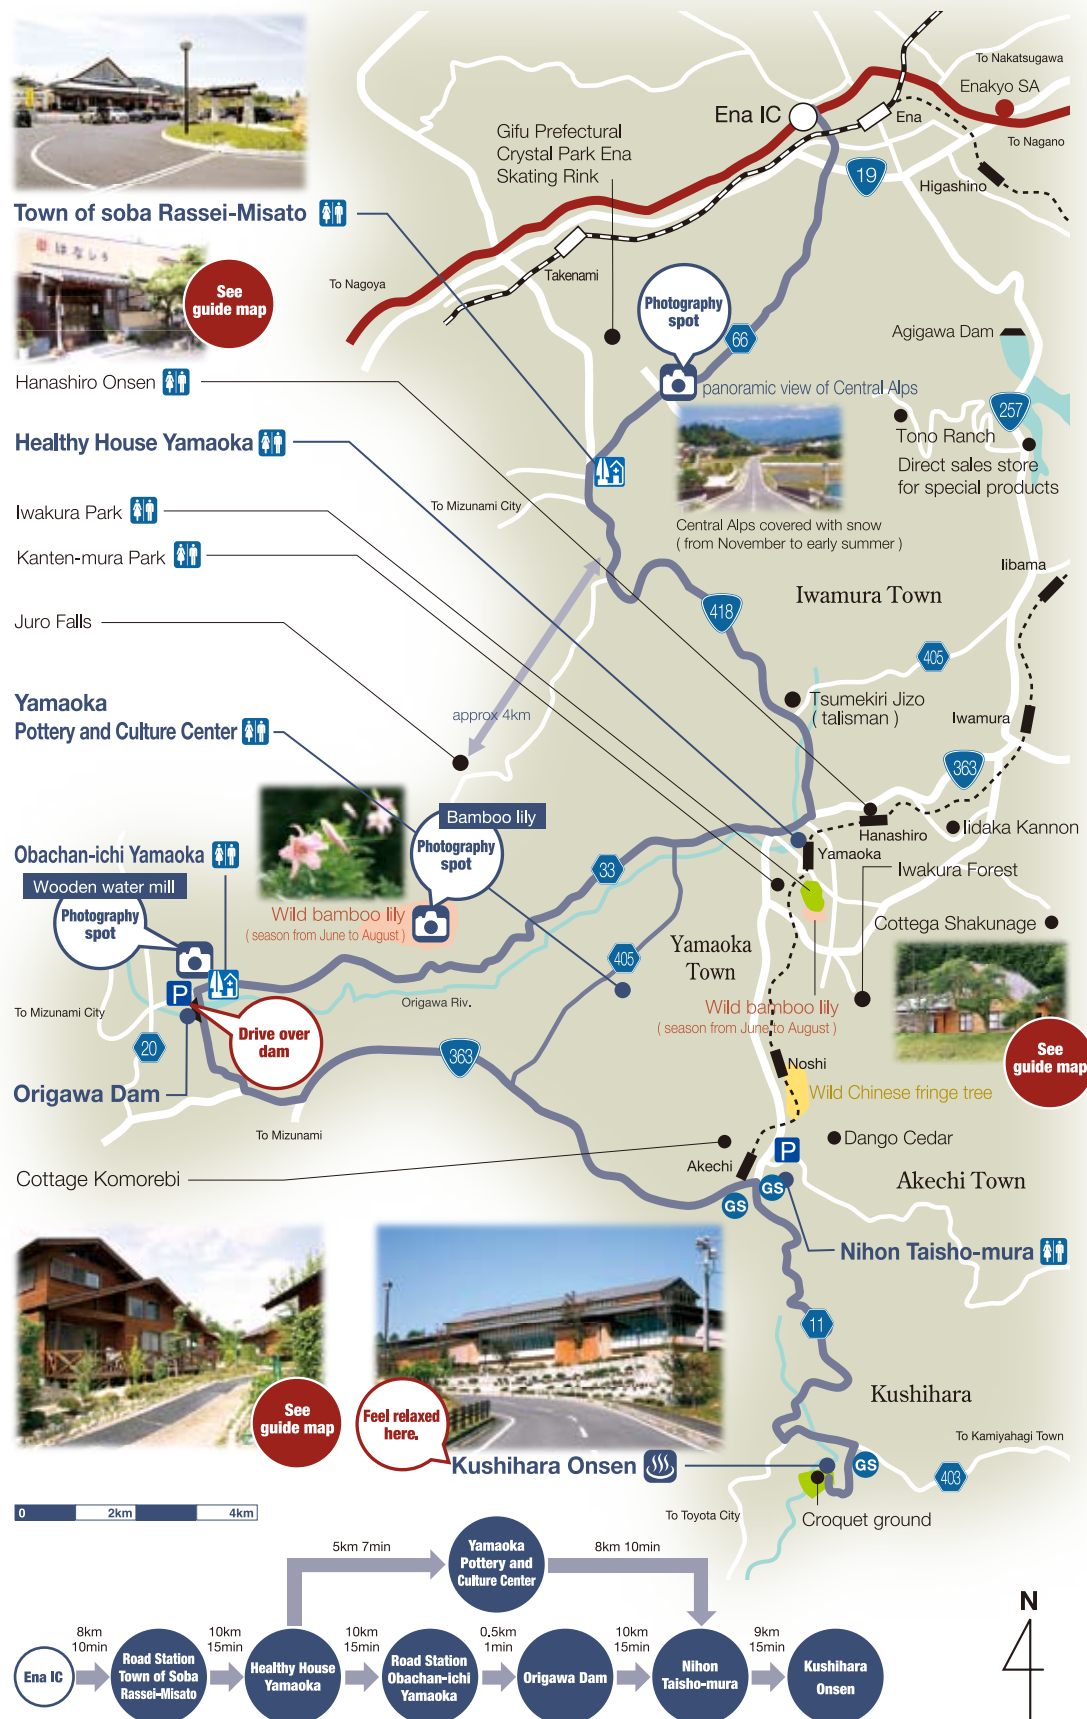 To Nakatsugawa
Enakyo SA
Ena IC
Ena
Gifu Prefectural
Crystal Park Ena
Skating Rink
To Nagano
19
Higashino
Town of soba Rassei-Misato
はなしろ
See
guide map
To Nagoya
Takenami
Photography
spot
66
Agigawa Dam
Hanashiro Onsen
panoramic view of Central Alps
257
Tono Ranch
Direct sales store
for special products
Healthy House Yamaoka
To Mizunami City
Central Alps covered with snow
( from November to early summer )
Iwakura Park
Kanten-mura Park
Iibama
Iwamura Town
418
Juro Falls
405
Tsumekiri Jizo
( talisman )
Iwamura
approx 4km
Yamaoka
Pottery and Culture Center
363
Bamboo lily
Photography
spot
Hanashiro
Iidaka Kannon
Obachan-ichi Yamaoka
Yamaoka
33
Iwakura Forest
Wooden water mill
Photography
spot
Wild bamboo lily
( season from June to August )
Cottega Shakunage
Yamaoka
Town
405
Origawa Riv.
Wild bamboo lily
( season from June to August )
To Mizunami City
P
Drive over
dam
20
363
Noshi
See
guide map
Origawa Dam
Wild Chinese fringe tree
To Mizunami
Dango Cedar
P
Akechi
Cottage Komorebi
Akechi Town
GS
GS
Nihon Taisho-mura
11
Kushihara
See
guide map
Feel relaxed
here.
To Kamiyahagi Town
Kushihara Onsen
GS
403
To Toyota City
Croquet ground
0 2km 4km
5km 7min
Yamaoka
Pottery and
Culture Center
8km 10min
N
8km
10min
10km
15min
10km
15min
0.5km
1min
10km
15min
9km
15min
Ena IC
Road Station
Town of Soba
Rassei-Misato
Healthy House
Yamaoka
Road Station
Obachan-ichi
Yamaoka
Origawa Dam
Nihon
Taisho-mura
Kushihara
Onsen